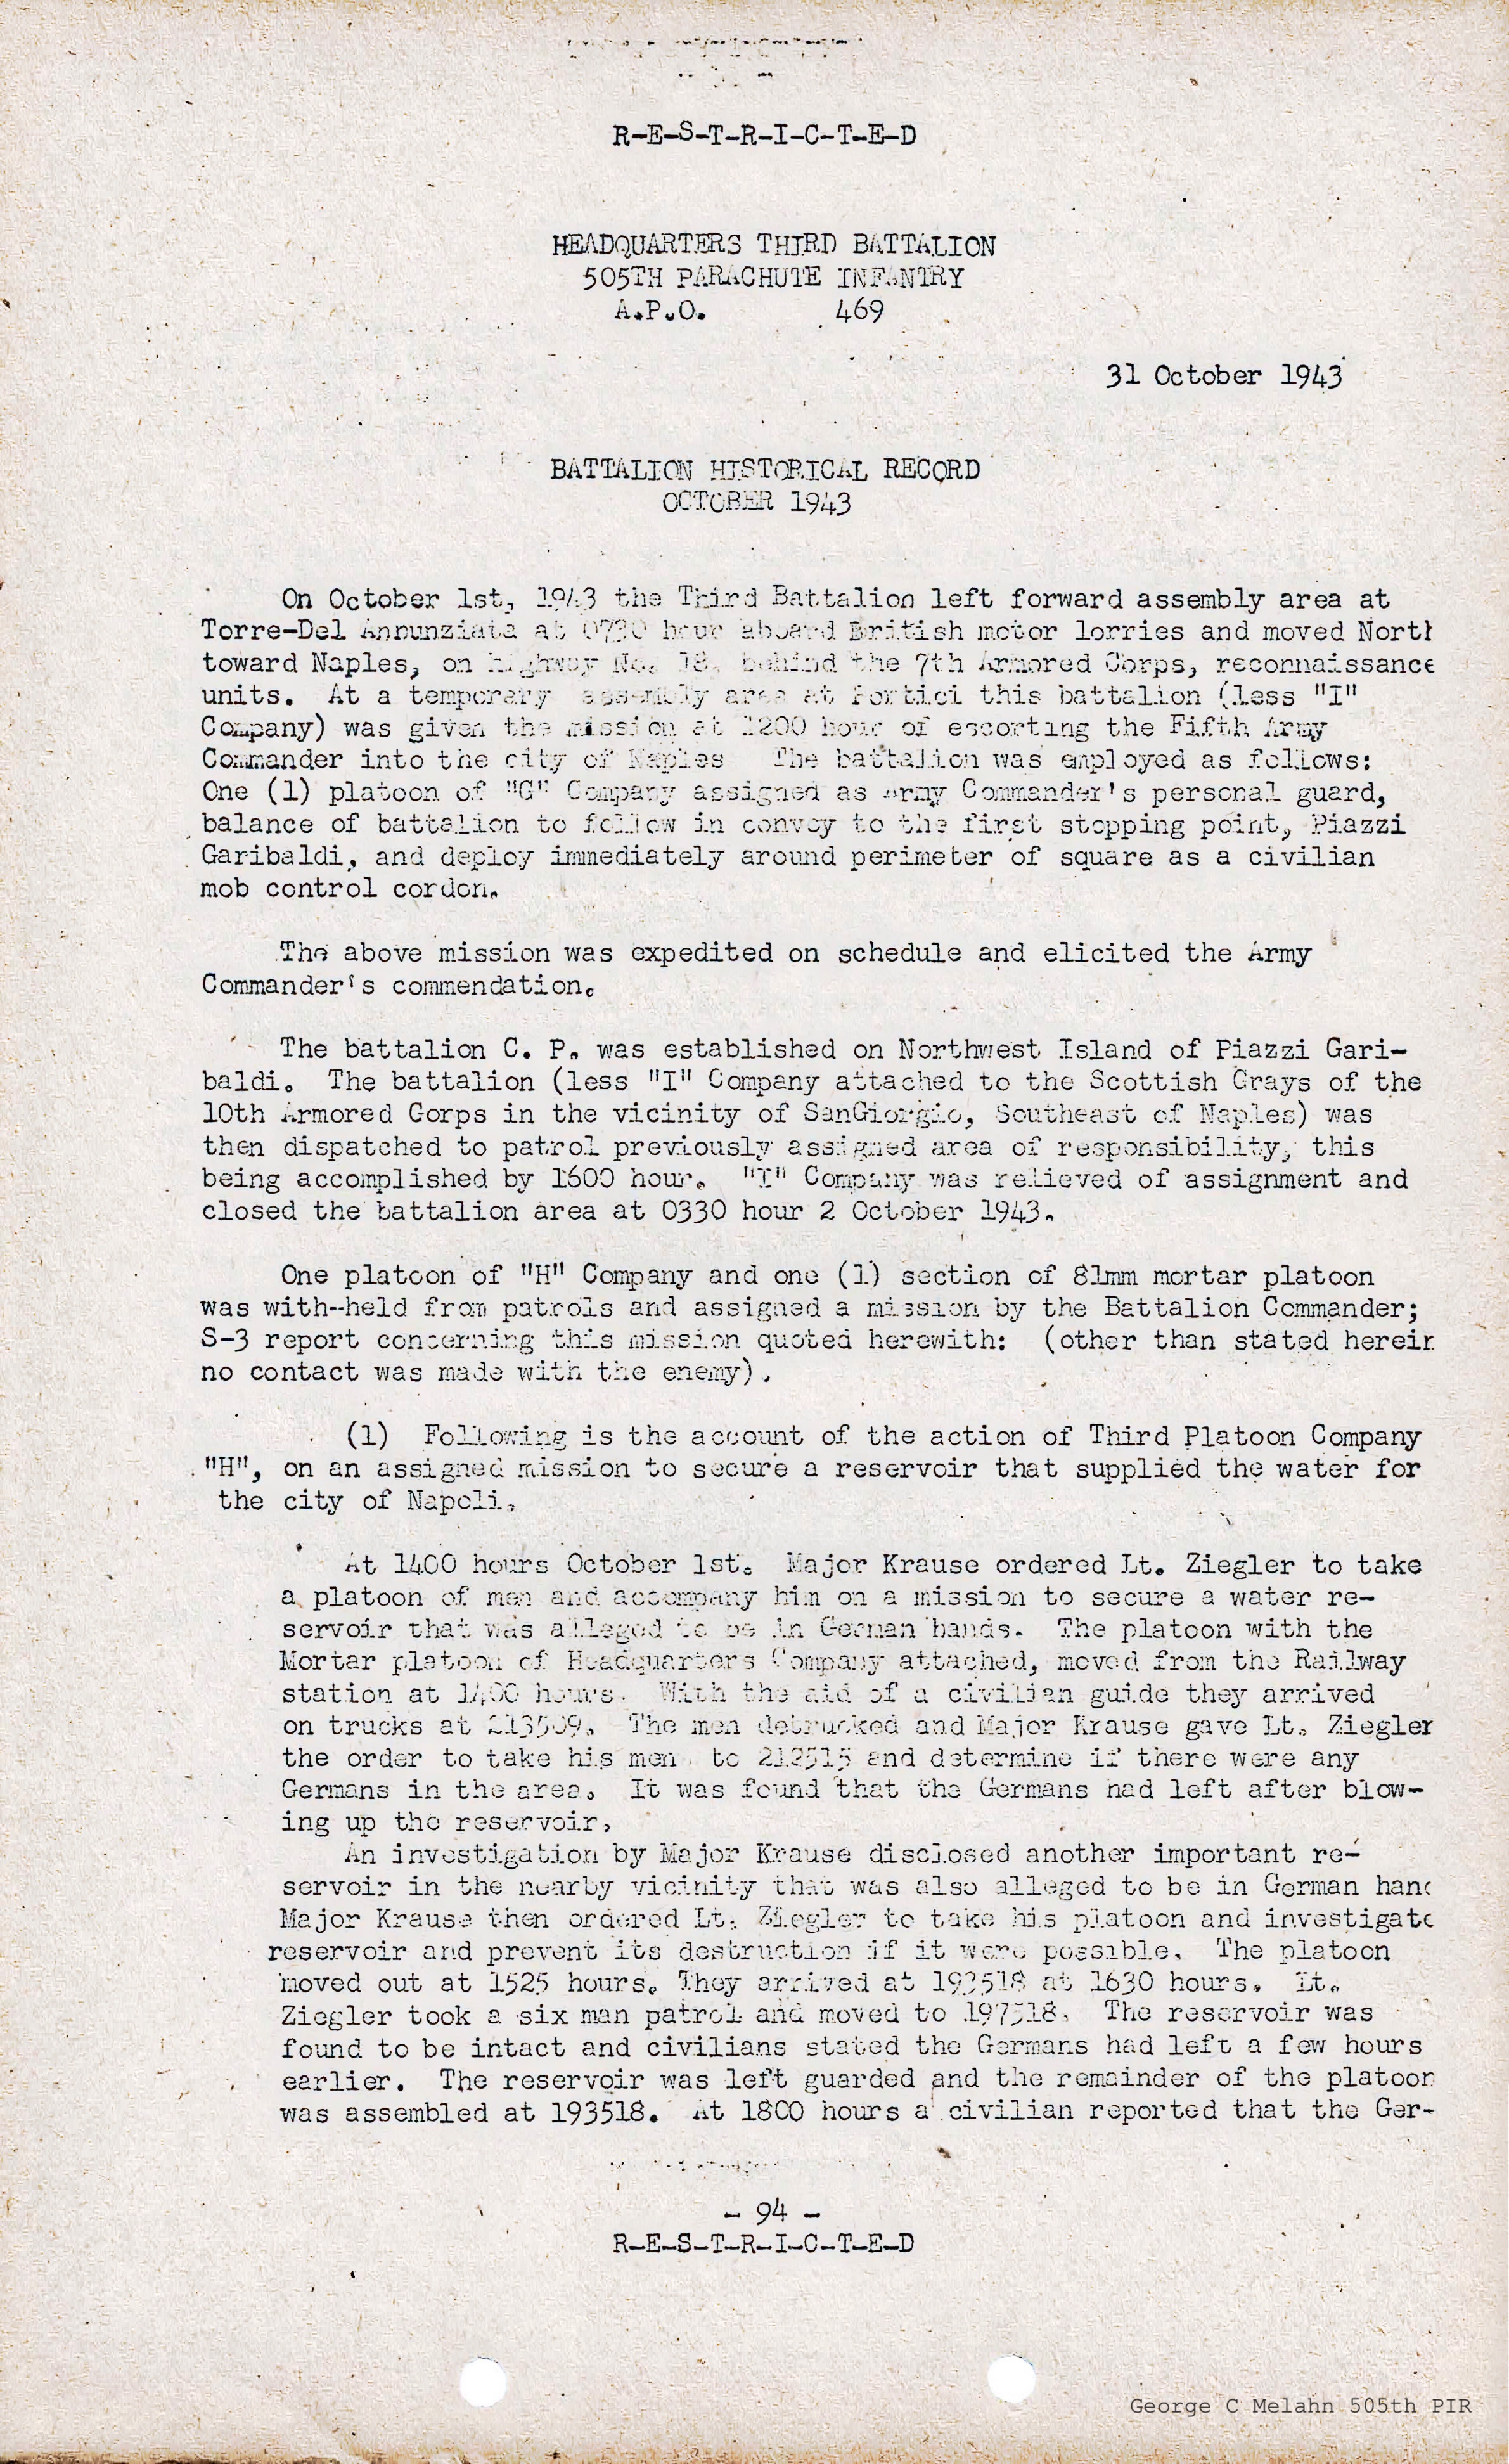 R-E-S-T-R-I-C-T-E-D
HEADQUARTERS THIRD BATTALION
505TH PARACHUTE INFANTRY
A.P.O. 469
31 October 1943
BATTALION HISTORICAL RECORD
OCTOBER 1943
On October 1st, 1943 the Third Battalion left forward assembly area at
Torre-Del Annunziata at 0730 hour aboard British motor lorries and moved North
toward Naples, on highway No. 18, behind the 7th Armored Corps, reconnaissance
units. At a temporary assembly area at Portici this battalion (less "I"
Company) was given the mission at 1200 hour of escorting the Fifth Army
Commander into the city of Naples The battalion was employed as follows:
One (1) platoon of "G" Company assigned as Army Commander's personal guard,
balance of battalion to follow in convoy to the first stopping point, Piazzi
Garibaldi, and deploy immediately around perimeter of square as a civilian
mob control cordon.
The above mission was expedited on schedule and elicited the Army
Commander's commendation.
The battalion C. P. was established on Northwest Island of Piazzi Gari-
baldi. The battalion (less "I" Company attached to the Scottish Grays of the
10th Armored Corps in the vicinity of SanGiorgio, Southeast of Naples) was
then dispatched to patrol previously assigned area of responsibility, this
being accomplished by 1600 hour. "I" Company was relieved of assignment and
closed the battalion area at 0330 hour 2 October 1943.
One platoon of "H" Company and one (1) section of 81mm mortar platoon
was with-held from patrols and assigned a mission by the Battalion Commander;
S-3 report concerning this mission quoted herewith: (other than stated herein
no contact was made with the enemy).
(1) Following is the account of the action of Third Platoon Company
"H", on an assigned mission to secure a reservoir that supplied the water for
the city of Napoli.
At 1400 hours October 1st. Major Krause ordered Lt. Ziegler to take
a platoon of men and accompany him on a mission to secure a water re-
servoir that was alleged to be in German hands. The platoon with the
Mortar platoon of Headquarters Company attached, moved from the Railway
station at 1400 hours. With the aid of a civilian guide they arrived
on trucks at 213509. The men detrucked and Major Krause gave Lt. Ziegler
the order to take his men to 212515 and determine if there were any
Germans in the area. It was found that the Germans had left after blow-
ing up the reservoir.
An investigation by Major Krause disclosed another important re-
servoir in the nearby vicinity that was also alleged to be in German hand
Major Krause then ordered Lt. Ziegler to take his platoon and investigate
reservoir and prevent its destruction if it were possible. The platoon
moved out at 1525 hours. They arrived at 193518 at 1630 hours. Lt.
Ziegler took a six man patrol and moved to 197518. The reservoir was
found to be intact and civilians stated the Germans had left a few hours
earlier. The reservoir was left guarded and the remainder of the platoon
was assembled at 193518. At 1800 hours a civilian reported that the Ger-
- 94 -
R-E-S-T-R-I-C-T-E-D
George C Melahn 505th PIR